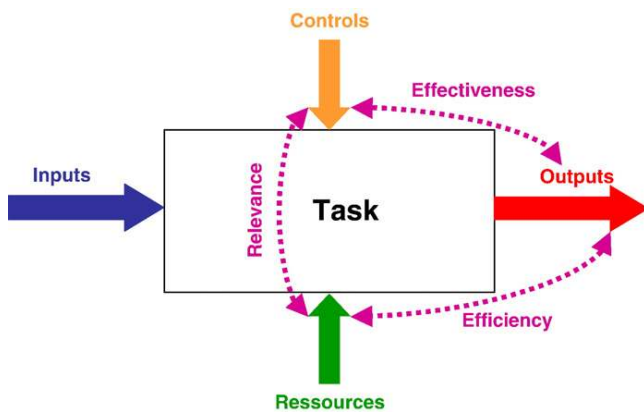 Controls
Effectiveness
Inputs
Outputs
Relevance
Task
Efficiency
Ressources